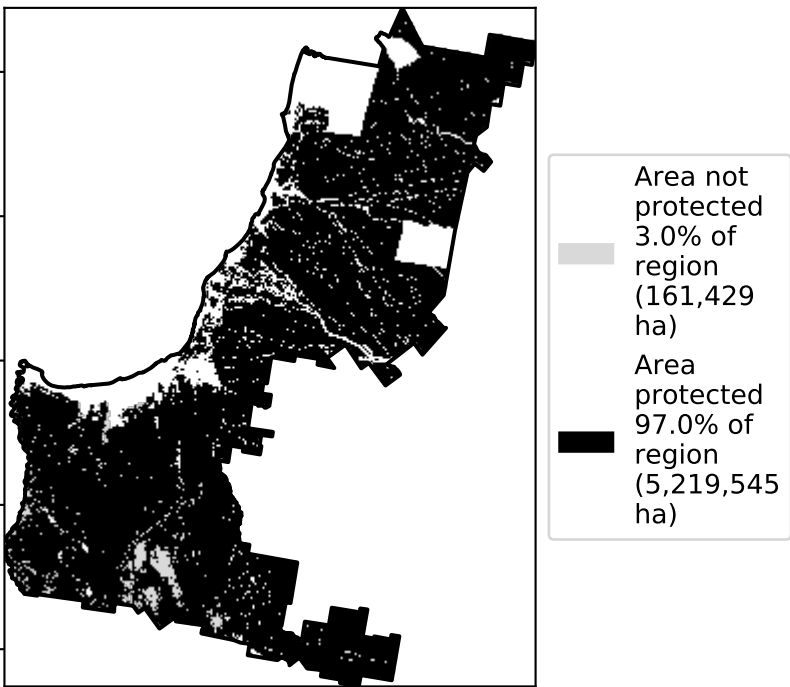 Area not
protected
3.0% of
region
(161,429
ha)
Area
protected
97.0% of
region
(5,219,545
ha)